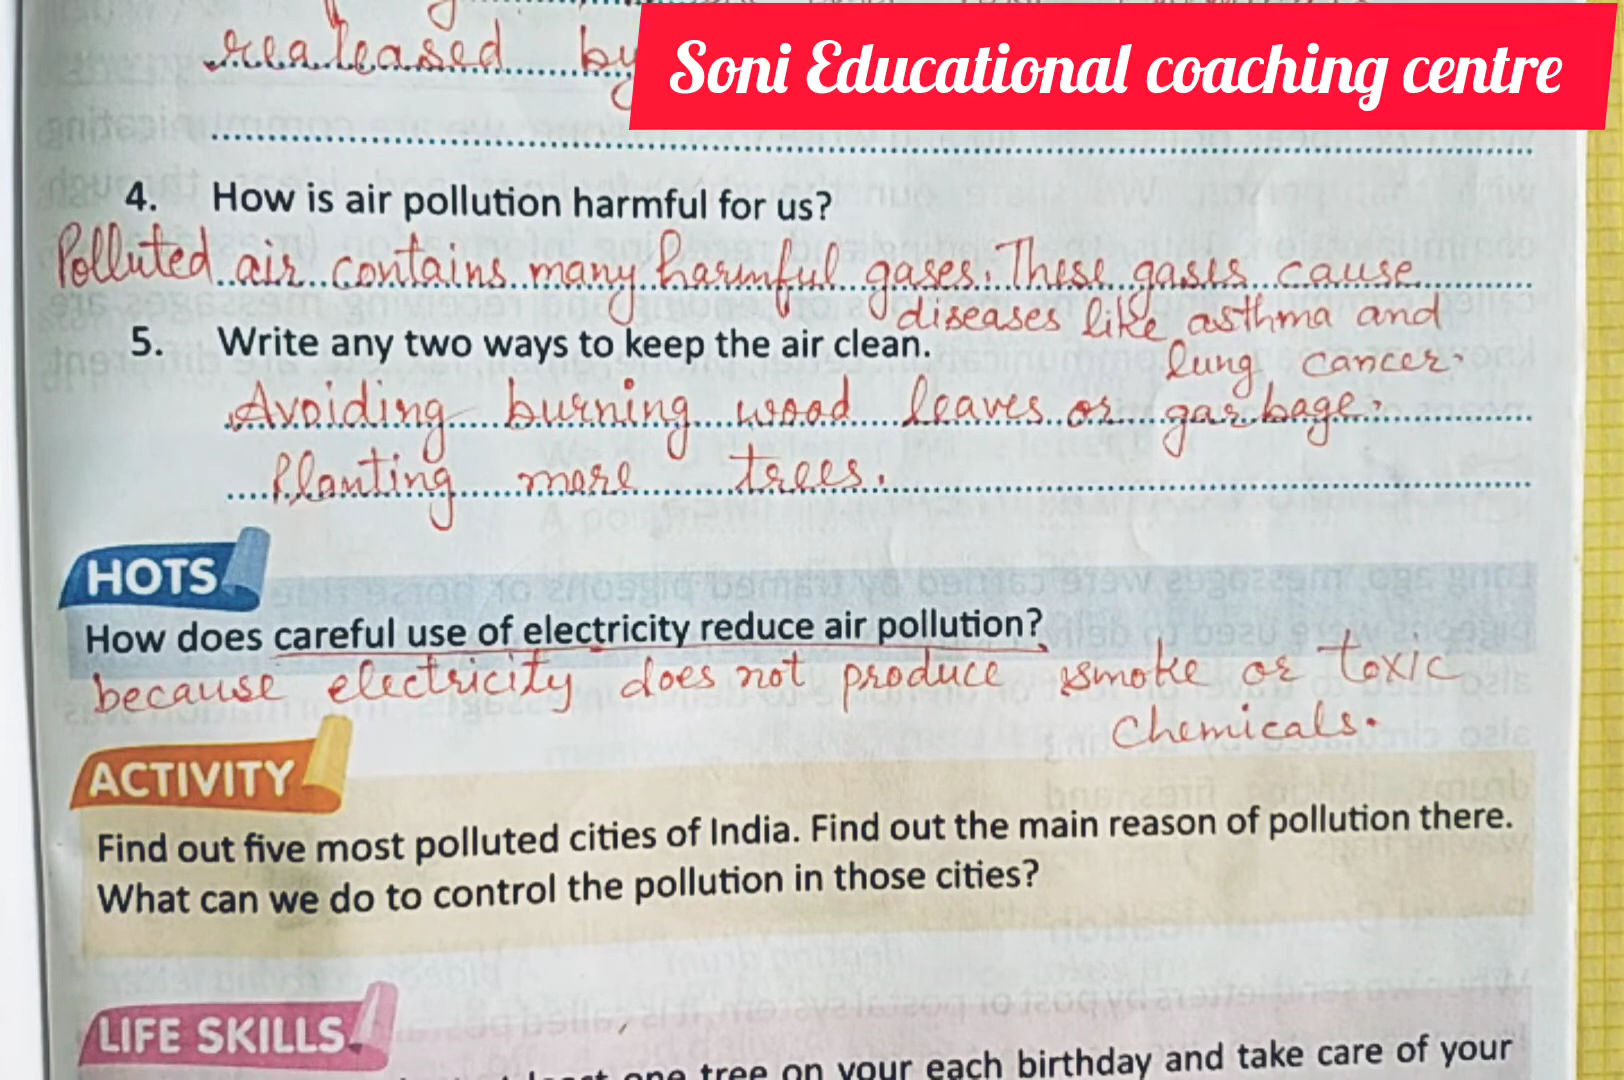 realeased by
Soni Educational coaching centre
4. How is air pollution harmful for us?
Polluted air contains many harmful gases. These gases cause
diseases like asthma and
lung cancer.
5. Write any two ways to keep the air clean.
Avoiding burning wood leaves or garbage.
Planting more trees.
HOTS
How does careful use of electricity reduce air pollution?
because electricity does not produce smoke or toxic
chemicals.
ACTIVITY
Find out five most polluted cities of India. Find out the main reason of pollution there.
What can we do to control the pollution in those cities?
LIFE SKILLS
one tree on your each birthday and take care of your